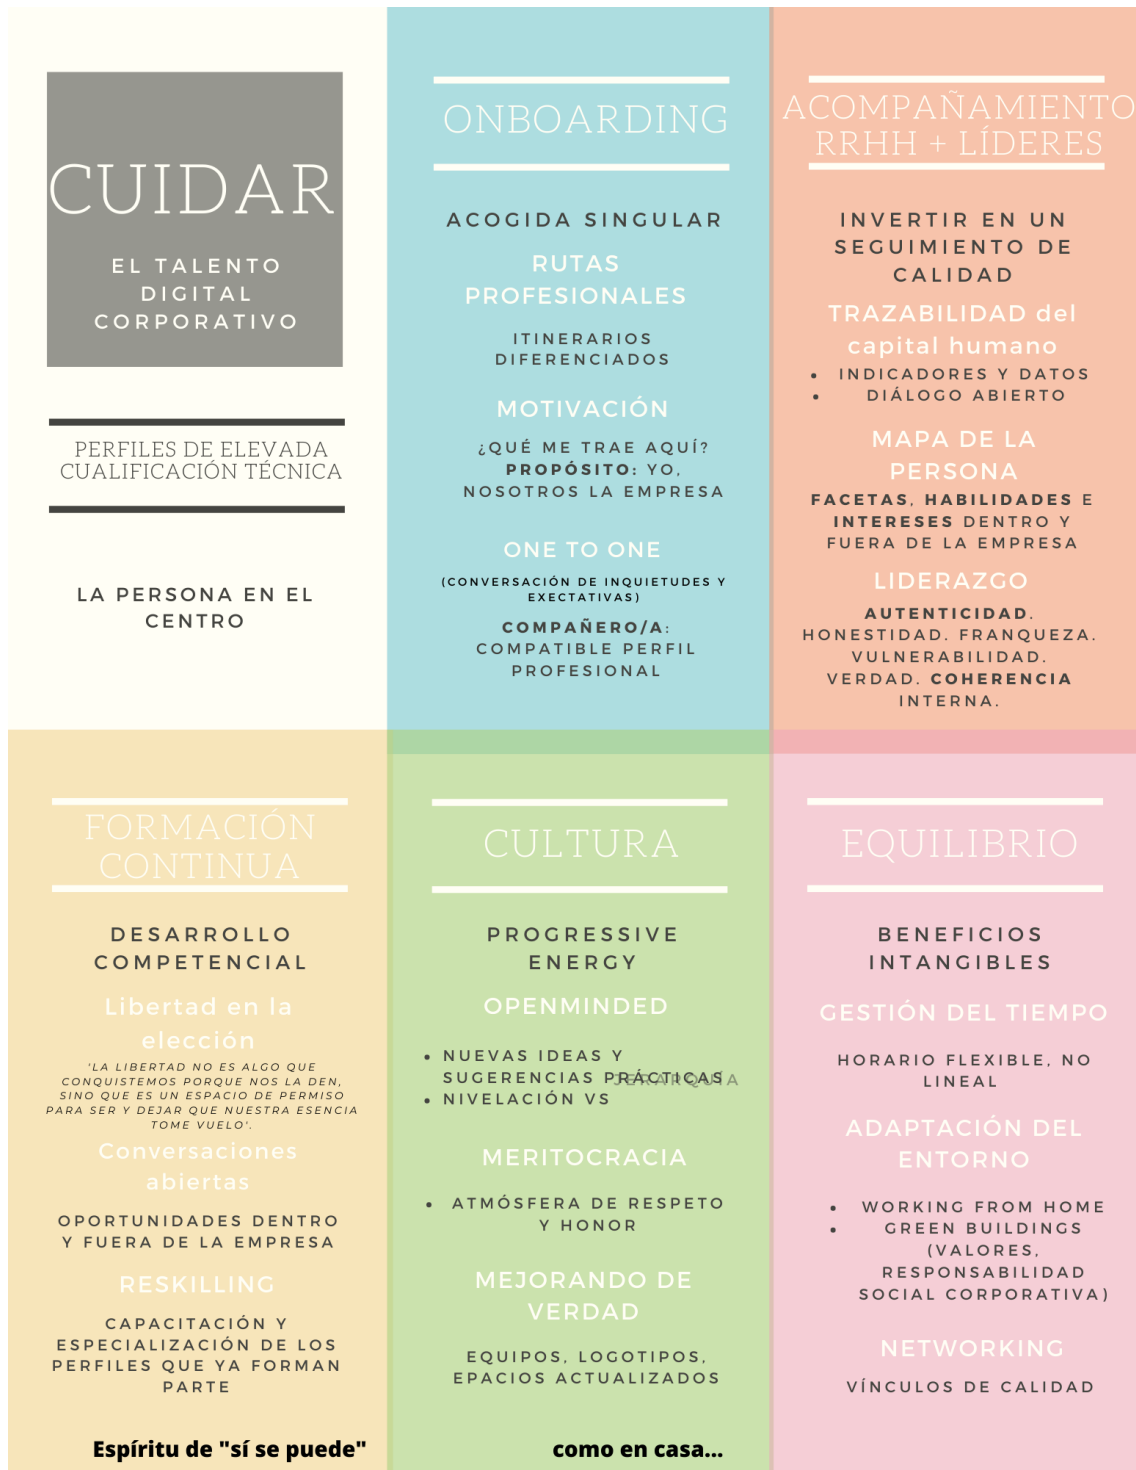 CUIDAR
EL TALENTO
DIGITAL
CORPORATIVO
PERFILES DE ELEVADA
CUALIFICACIÓN TÉCNICA
LA PERSONA EN EL
CENTRO
ONBOARDING
ACOGIDA SINGULAR
RUTAS
PROFESIONALES
ITINERARIOS
DIFERENCIADOS
MOTIVACIÓN
¿QUÉ ME TRAE AQUÍ?
PROPÓSITO: YO,
NOSOTROS LA EMPRESA
ONE TO ONE
(CONVERSACIÓN DE INQUIETUDES Y
EXECTATIVAS)
COMPAÑERO/A:
COMPATIBLE PERFIL
PROFESIONAL
ACOMPAÑAMIENTO
RRHH + LÍDERES
INVERTIR EN UN
SEGUIMIENTO DE
CALIDAD
TRAZABILIDAD del
capital humano
• INDICADORES Y DATOS
• DIÁLOGO ABIERTO
MAPA DE LA
PERSONA
FACETAS, HABILIDADES E
INTERESES DENTRO Y
FUERA DE LA EMPRESA
LIDERAZGO
AUTENTICIDAD.
HONESTIDAD. FRANQUEZA.
VULNERABILIDAD.
VERDAD. COHERENCIA
INTERNA.
FORMACIÓN
CONTINUA
DESARROLLO
COMPETENCIAL
Libertad en la
elección
'LA LIBERTAD NO ES ALGO QUE
CONQUISTEMOS PORQUE NOS LA DEN,
SINO QUE ES UN ESPACIO DE PERMISO
PARA SER Y DEJAR QUE NUESTRA ESENCIA
TOME VUELO'.
Conversaciones
abiertas
OPORTUNIDADES DENTRO
Y FUERA DE LA EMPRESA
RESKILLING
CAPACITACIÓN Y
ESPECIALIZACIÓN DE LOS
PERFILES QUE YA FORMAN
PARTE
Espíritu de "sí se puede"
CULTURA
PROGRESSIVE
ENERGY
OPENMINDED
• NUEVAS IDEAS Y
SUGERENCIAS PRÁCTICAS
JERARQUÍA
• NIVELACIÓN VS
MERITOCRACIA
• ATMÓSFERA DE RESPETO
Y HONOR
MEJORANDO DE
VERDAD
EQUIPOS, LOGOTIPOS,
EPACIOS ACTUALIZADOS
como en casa...
EQUILIBRIO
BENEFICIOS
INTANGIBLES
GESTIÓN DEL TIEMPO
HORARIO FLEXIBLE, NO
LINEAL
ADAPTACIÓN DEL
ENTORNO
• WORKING FROM HOME
• GREEN BUILDINGS
(VALORES,
RESPONSABILIDAD
SOCIAL CORPORATIVA)
NETWORKING
VÍNCULOS DE CALIDAD